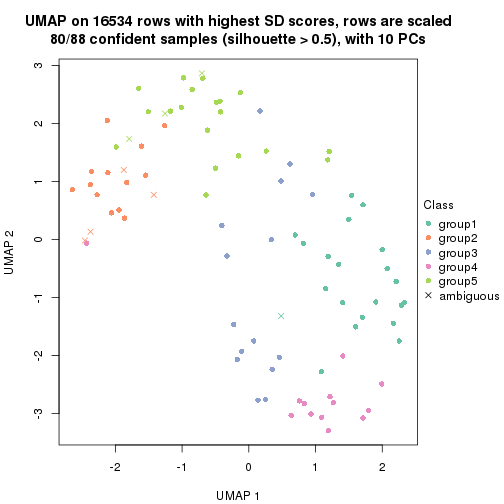 UMAP on 16534 rows with highest SD scores, rows are scaled
80/88 confident samples (silhouette > 0.5), with 10 PCs
3
2
1
0
-1
-2
-3
UMAP 2
-2
-1
0
1
2
UMAP 1
Class
group1
group2
group3
group4
group5
ambiguous